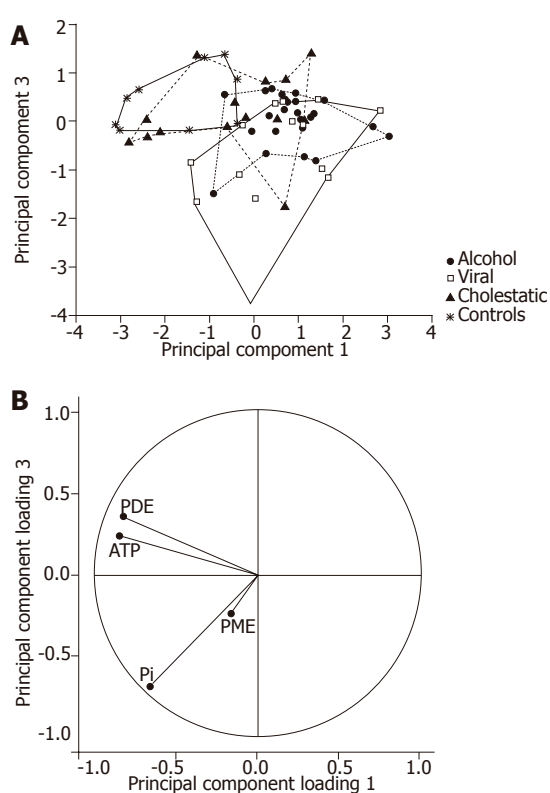 A
2
1
0
-1
-2
-3
-4
Principal component 3
-4 -3 -2 -1 0 1 2 3 4
Principal compoment 1
Alcohol
Viral
Cholestatic
Controls
B
1.0
0.5
0.0
-0.5
-1.0
Principal component loading 3
PDE
ATP
PME
Pi
-1.0 -0.5 0.0 0.5 1.0
Principal component loading 1